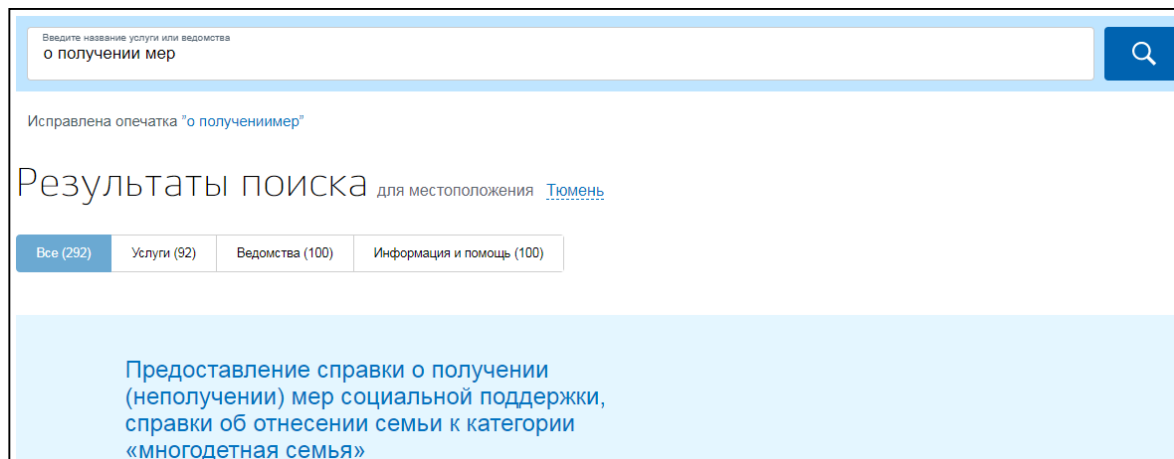 Введите название услуги или ведомства
о получении мер
Исправлена опечатка "о получениимер"
Результаты поиска для местоположения Тюмень
Все (292) Услуги (92) Ведомства (100) Информация и помощь (100)
Предоставление справки о получении
(неполучении) мер социальной поддержки,
справки об отнесении семьи к категории
«многодетная семья»